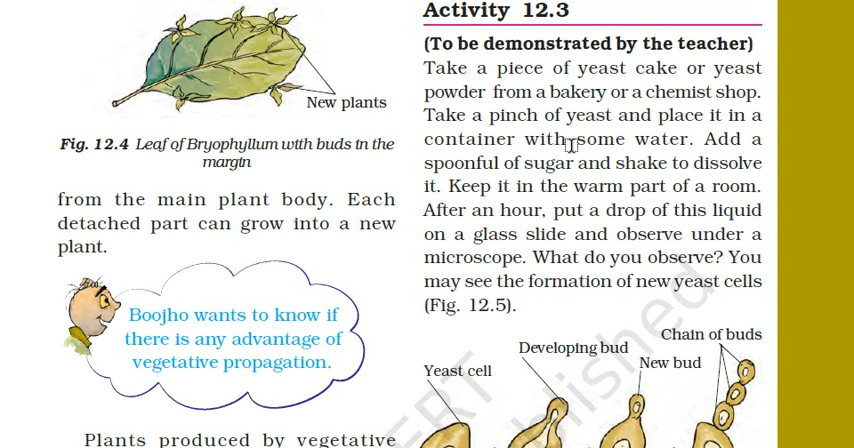 New plants
Fig. 12.4 Leaf of Bryophyllum with buds in the
margin
from the main plant body. Each
detached part can grow into a new
plant.
Boojho wants to know if
there is any advantage of
vegetative propagation.
Plants produced by vegetative
Activity 12.3
(To be demonstrated by the teacher)
Take a piece of yeast cake or yeast
powder from a bakery or a chemist shop.
Take a pinch of yeast and place it in a
container with some water. Add a
spoonful of sugar and shake to dissolve
it. Keep it in the warm part of a room.
After an hour, put a drop of this liquid
on a glass slide and observe under a
microscope. What do you observe? You
may see the formation of new yeast cells
(Fig. 12.5).
Chain of buds
Developing bud
New bud
Yeast cell